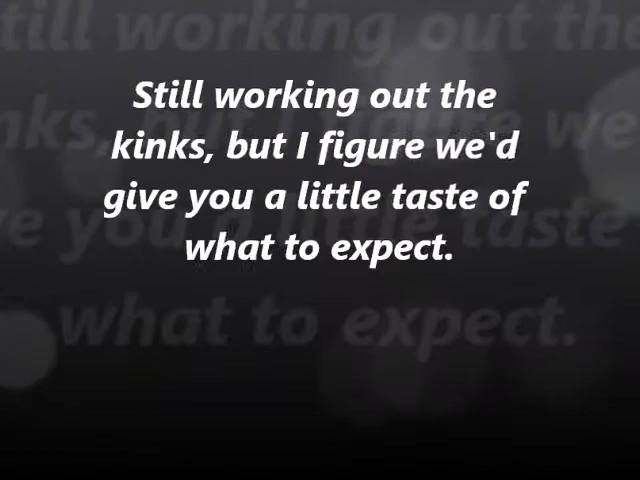 Still working out the
kinks, but I figure we'd
give you a little taste of
what to expect.